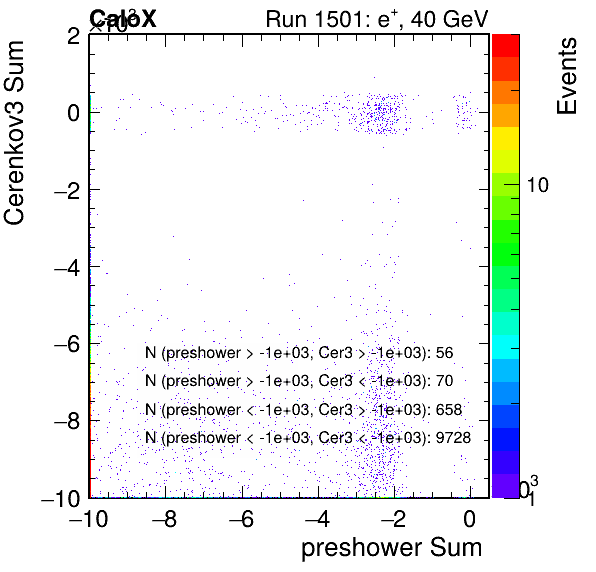 ×10³
CaloX
Run 1501: e⁺, 40 GeV
Cerenkov3 Sum
Events
2
0
−2
−4
−6
−8
−10
N (preshower > -1e+03, Cer3 > -1e+03): 56
N (preshower > -1e+03, Cer3 < -1e+03): 70
N (preshower < -1e+03, Cer3 > -1e+03): 658
N (preshower < -1e+03, Cer3 < -1e+03): 9728
10
1
−10
−8
−6
−4
−2
0
preshower Sum